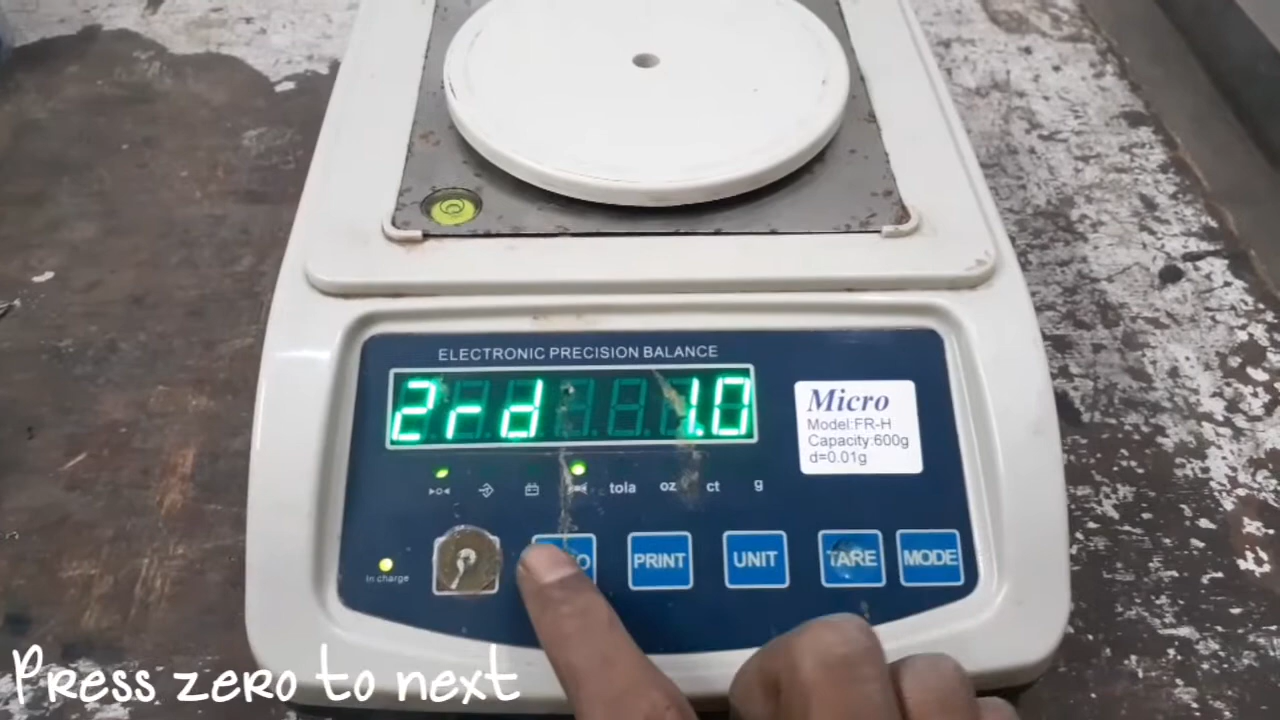 ELECTRONIC PRECISION BALANCE
2rd 1.0
Micro
Model:FR-H
Capacity:600g
d=0.01g
tola oz ct g
In charge
PRINT UNIT TARE MODE
Press zero to next